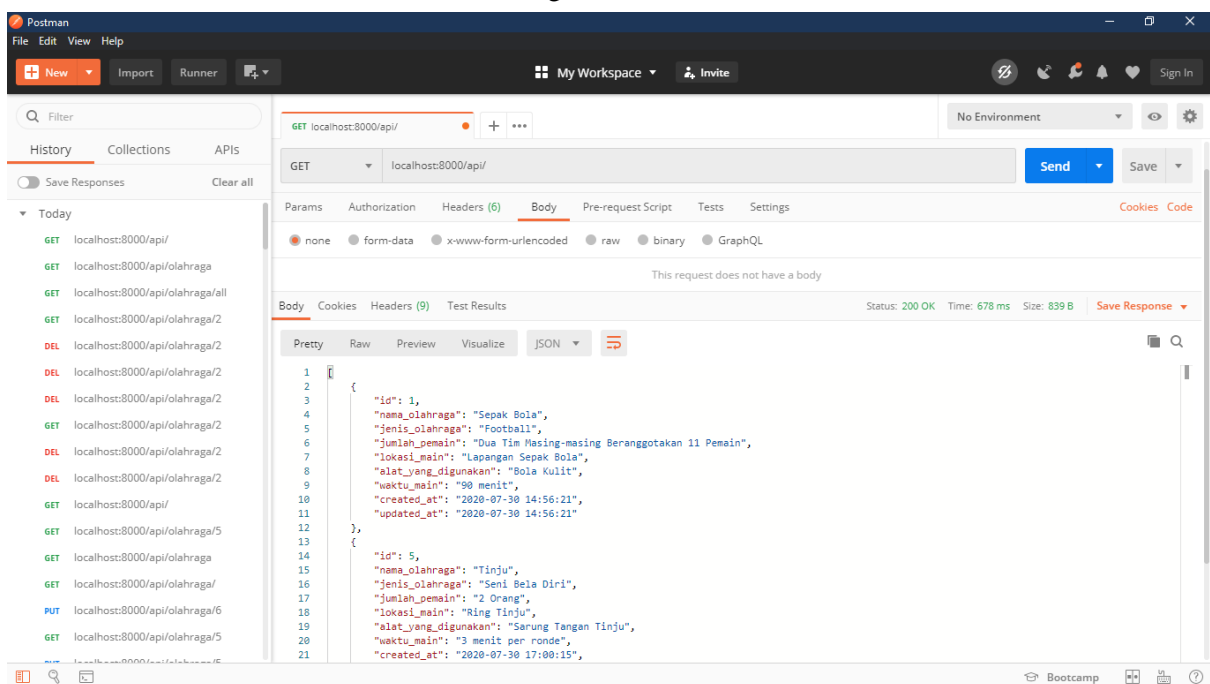 Postman
File Edit View Help
New Import Runner My Workspace Invite Sign In
Filter
History Collections APIs
Save Responses Clear all
Today
GET localhost:8000/api/
GET localhost:8000/api/olahraga
GET localhost:8000/api/olahraga/all
GET localhost:8000/api/olahraga/2
DEL localhost:8000/api/olahraga/2
DEL localhost:8000/api/olahraga/2
DEL localhost:8000/api/olahraga/2
GET localhost:8000/api/olahraga/2
DEL localhost:8000/api/olahraga/2
DEL localhost:8000/api/olahraga/2
GET localhost:8000/api/
GET localhost:8000/api/olahraga/5
GET localhost:8000/api/olahraga
GET localhost:8000/api/olahraga/
PUT localhost:8000/api/olahraga/6
GET localhost:8000/api/olahraga/5
GET localhost:8000/api/ + •••
No Environment
GET localhost:8000/api/ Send Save
Params Authorization Headers (6) Body Pre-request Script Tests Settings Cookies Code
none form-data x-www-form-urlencoded raw binary GraphQL
This request does not have a body
Body Cookies Headers (9) Test Results Status: 200 OK Time: 678 ms Size: 839 B Save Response
Pretty Raw Preview Visualize JSON
1 [
2 {
3 "id": 1,
4 "nama_olahraga": "Sepak Bola",
5 "jenis_olahraga": "Football",
6 "jumlah_pemain": "Dua Tim Masing-masing Beranggotakan 11 Pemain",
7 "lokasi_main": "Lapangan Sepak Bola",
8 "alat_yang_digunakan": "Bola Kulit",
9 "waktu_main": "90 menit",
10 "created_at": "2020-07-30 14:56:21",
11 "updated_at": "2020-07-30 14:56:21"
12 },
13 {
14 "id": 5,
15 "nama_olahraga": "Tinju",
16 "jenis_olahraga": "Seni Bela Diri",
17 "jumlah_pemain": "2 Orang",
18 "lokasi_main": "Ring Tinju",
19 "alat_yang_digunakan": "Sarung Tangan Tinju",
20 "waktu_main": "3 menit per ronde",
21 "created_at": "2020-07-30 17:00:15",
Bootcamp